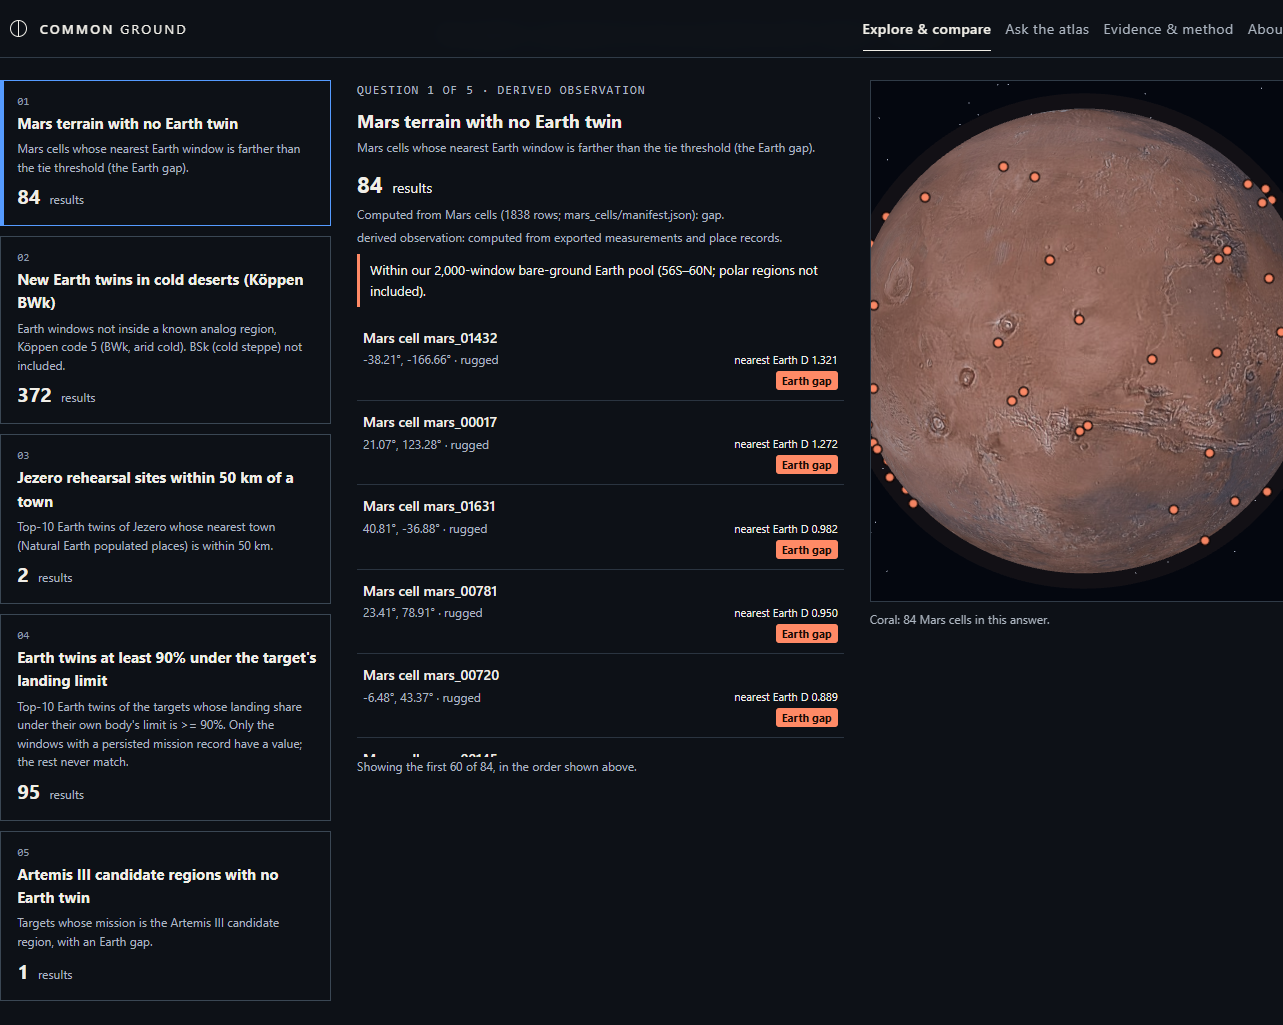 COMMON GROUND
Explore & compare
Ask the atlas
Evidence & method
01
Mars terrain with no Earth twin
Mars cells whose nearest Earth window is farther than
the tie threshold (the Earth gap).
84 results
02
New Earth twins in cold deserts (Köppen
BWk)
Earth windows not inside a known analog region,
Köppen code 5 (BWk, arid cold). BSk (cold steppe) not
included.
372 results
03
Jezero rehearsal sites within 50 km of a
town
Top-10 Earth twins of Jezero whose nearest town
(Natural Earth populated places) is within 50 km.
2 results
04
Earth twins at least 90% under the target's
landing limit
Top-10 Earth twins of the targets whose landing share
under their own body's limit is >= 90%. Only the
windows with a persisted mission record have a value;
the rest never match.
95 results
05
Artemis III candidate regions with no
Earth twin
Targets whose mission is the Artemis III candidate
region, with an Earth gap.
1 results
QUESTION 1 OF 5 · DERIVED OBSERVATION
Mars terrain with no Earth twin
Mars cells whose nearest Earth window is farther than the tie threshold (the Earth gap).
84 results
Computed from Mars cells (1838 rows; mars_cells/manifest.json): gap.
derived observation: computed from exported measurements and place records.
Within our 2,000-window bare-ground Earth pool (56S–60N; polar regions not
included).
Mars cell mars_01432
-38.21°, -166.66° · rugged
nearest Earth D 1.321
Earth gap
Mars cell mars_00017
21.07°, 123.28° · rugged
nearest Earth D 1.272
Earth gap
Mars cell mars_01631
40.81°, -36.88° · rugged
nearest Earth D 0.982
Earth gap
Mars cell mars_00781
23.41°, 78.91° · rugged
nearest Earth D 0.950
Earth gap
Mars cell mars_00720
-6.48°, 43.37° · rugged
nearest Earth D 0.889
Earth gap
Showing the first 60 of 84, in the order shown above.
Coral: 84 Mars cells in this answer.